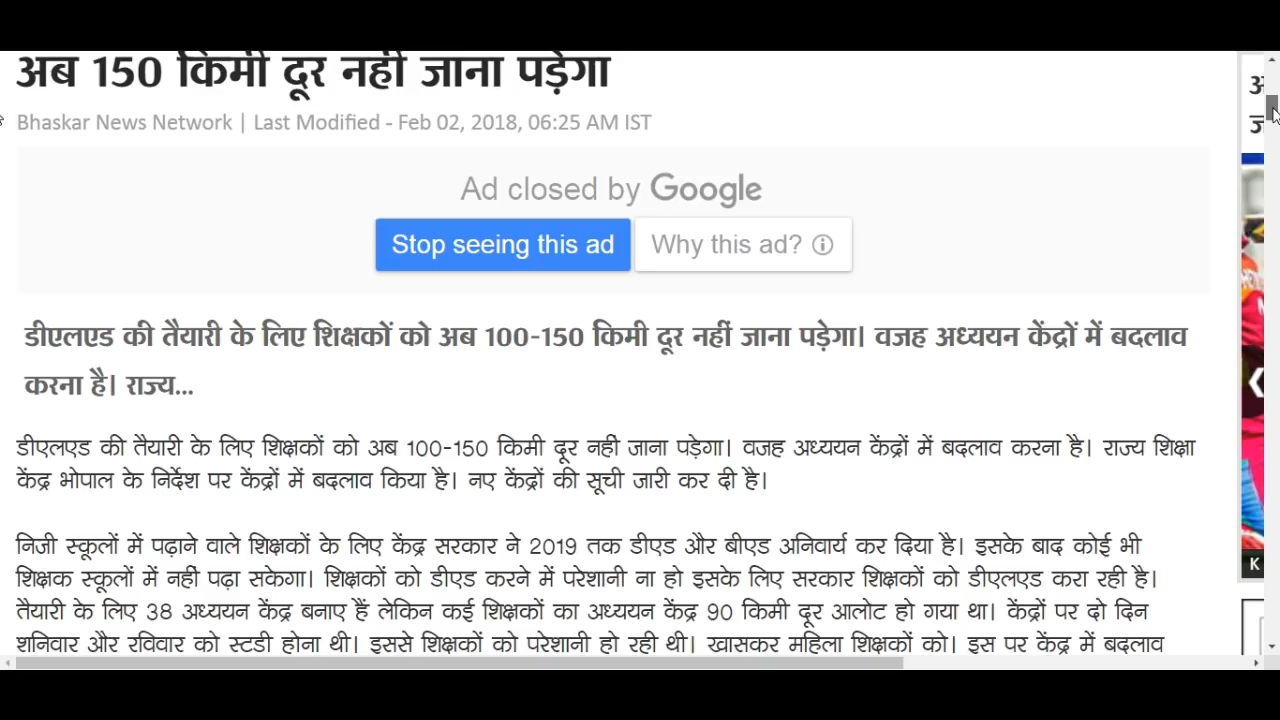 अब 150 किमी दूर नहीं जाना पड़ेगा
Bhaskar News Network | Last Modified - Feb 02, 2018, 06:25 AM IST
Ad closed by Google
Stop seeing this ad
Why this ad?
डीएलएड की तैयारी के लिए शिक्षकों को अब 100-150 किमी दूर नहीं जाना पड़ेगा। वजह अध्ययन केंद्रों में बदलाव
करना है। राज्य...
डीएलएड की तैयारी के लिए शिक्षकों को अब 100-150 किमी दूर नहीं जाना पड़ेगा। वजह अध्ययन केंद्रों में बदलाव करना है। राज्य शिक्षा
केंद्र भोपाल के निर्देश पर केंद्रों में बदलाव किया है। नए केंद्रों की सूची जारी कर दी है।
निजी स्कूलों में पढ़ाने वाले शिक्षकों के लिए केंद्र सरकार ने 2019 तक डीएड और बीएड अनिवार्य कर दिया है। इसके बाद कोई भी
शिक्षक स्कूलों में नहीं पढ़ा सकेगा। शिक्षकों को डीएड करने में परेशानी ना हो इसके लिए सरकार शिक्षकों को डीएलएड करा रही है।
तैयारी के लिए 38 अध्ययन केंद्र बनाए हैं लेकिन कई शिक्षकों का अध्ययन केंद्र 90 किमी दूर आलोट हो गया था। केंद्रों पर दो दिन
शनिवार और रविवार को स्टडी होना थी। इससे शिक्षकों को परेशानी हो रही थी। खासकर महिला शिक्षकों को। इस पर केंद्र में बदलाव
K